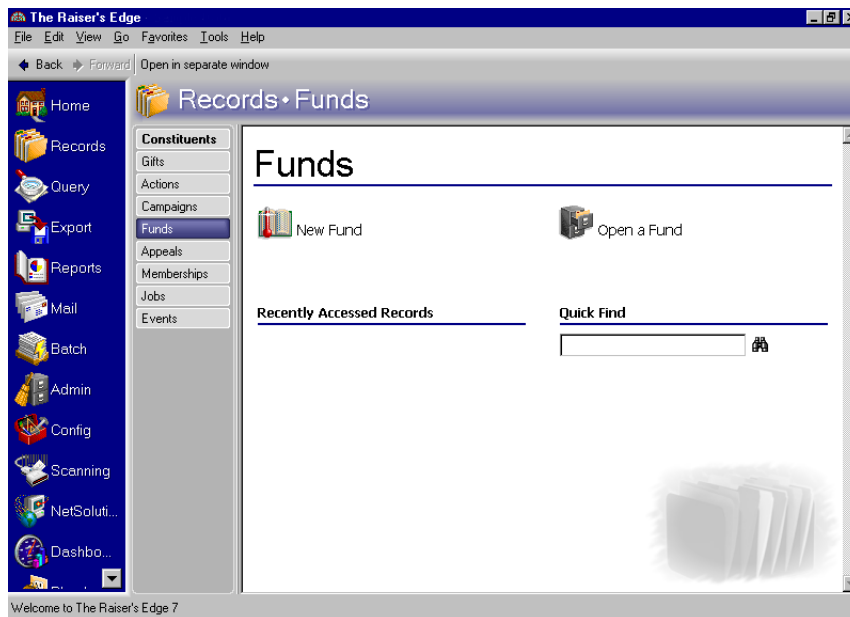 The Raiser's Edge
File Edit View Go Favorites Tools Help
Back Forward Open in separate window
Records • Funds
Home
Records
Query
Export
Reports
Mail
Batch
Admin
Config
Scanning
NetSoluti...
Dashbo...
Constituents
Gifts
Actions
Campaigns
Funds
Appeals
Memberships
Jobs
Events
Funds
New Fund
Open a Fund
Recently Accessed Records
Quick Find
Welcome to The Raiser's Edge 7